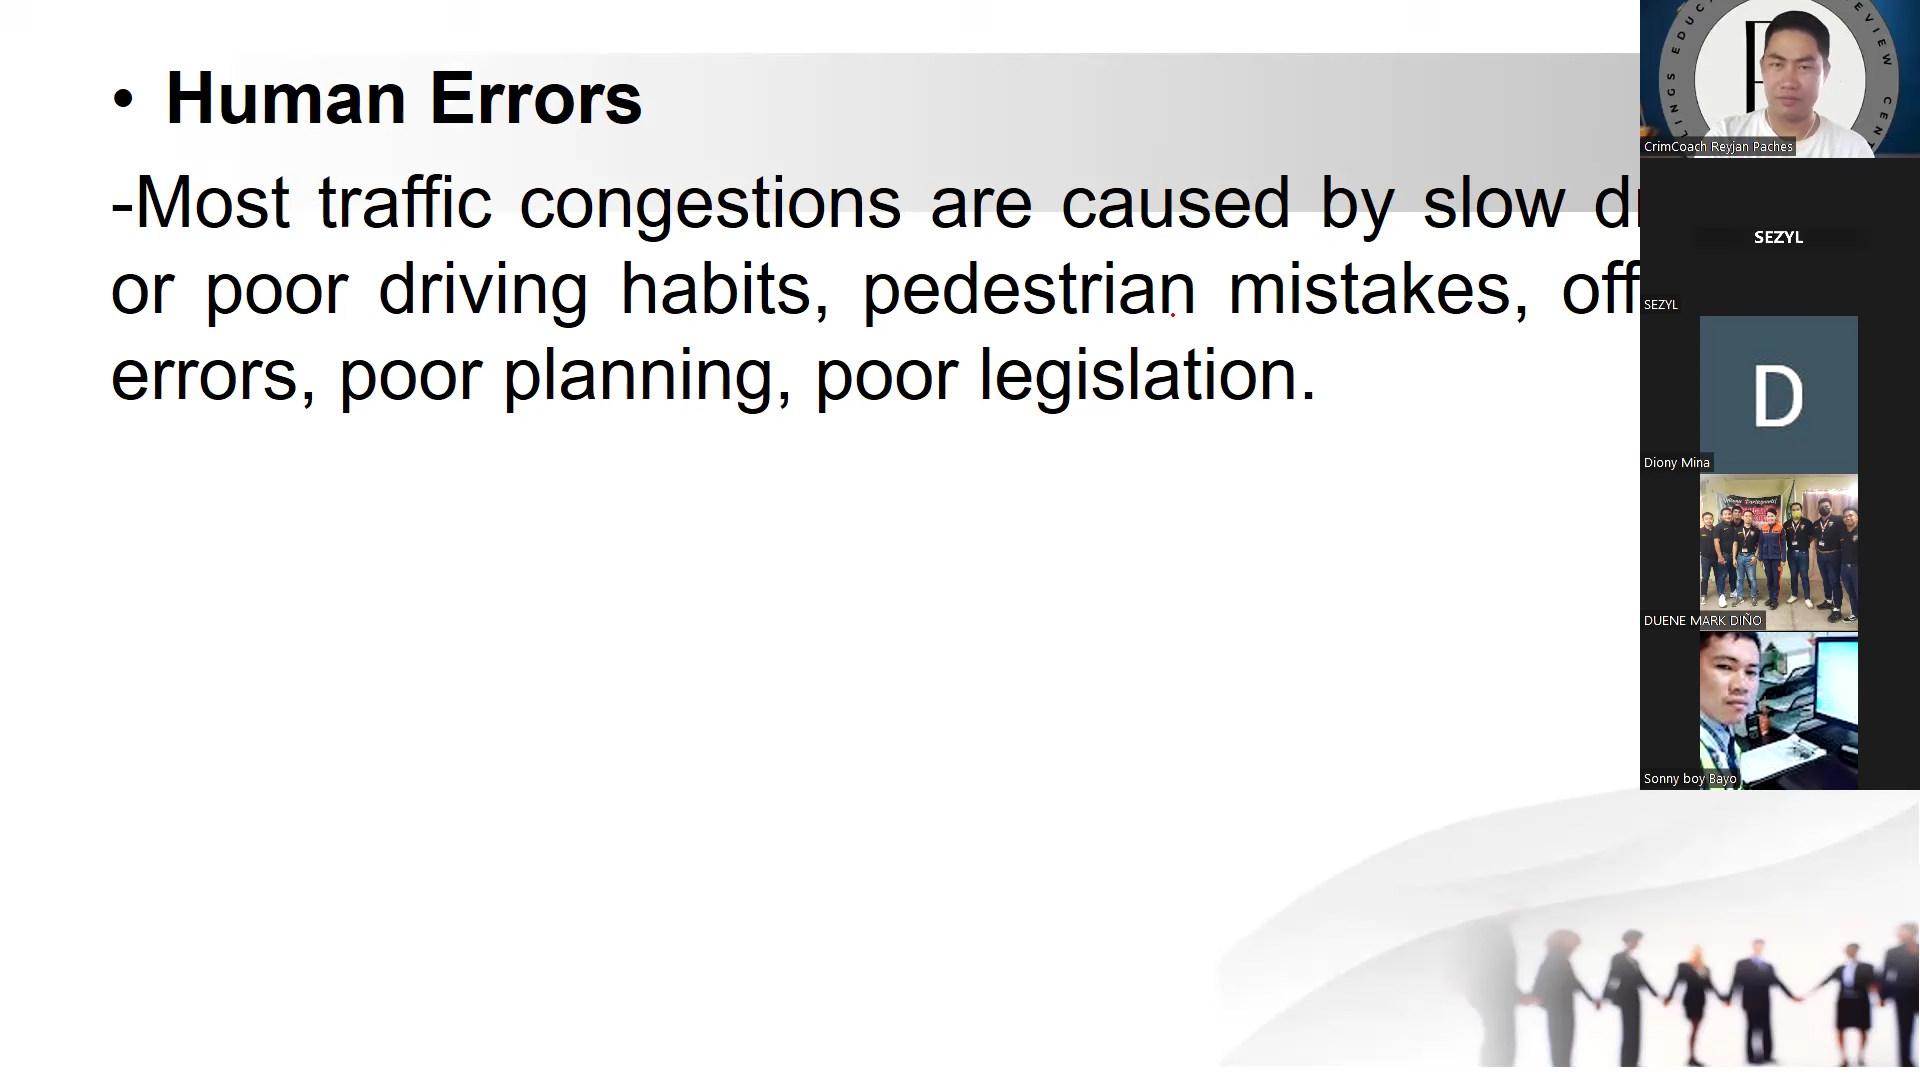 • Human Errors
-Most traffic congestions are caused by slow
or poor driving habits, pedestrian mistakes,
errors, poor planning, poor legislation.
CrimCoach Reyjan Paches
SEZYL
SEZYL
D
Diony Mina
DUENE MARK DIÑO
Sonny boy Bayo